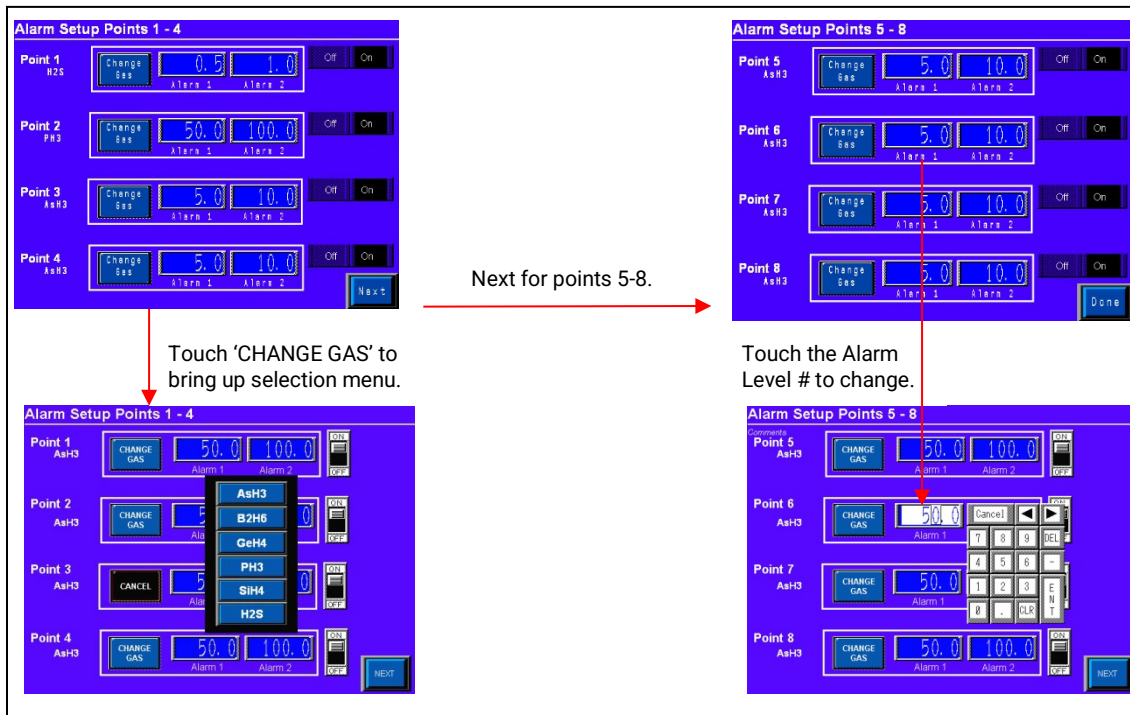 Alarm Setup Points 1 - 4
Point 1
H2S
Change
Gas
0.5
1.0
Alarm 1
Alarm 2
Off
On
Point 2
PH3
Change
Gas
50.0
100.0
Alarm 1
Alarm 2
Off
On
Point 3
AsH3
Change
Gas
5.0
10.0
Alarm 1
Alarm 2
Off
On
Point 4
AsH3
Change
Gas
5.0
10.0
Alarm 1
Alarm 2
Off
On
Next
Next for points 5-8.
Alarm Setup Points 5 - 8
Point 5
AsH3
Change
Gas
5.0
10.0
Alarm 1
Alarm 2
Off
On
Point 6
AsH3
Change
Gas
5.0
10.0
Alarm 1
Alarm 2
Off
On
Point 7
AsH3
Change
Gas
5.0
10.0
Alarm 1
Alarm 2
Off
On
Point 8
AsH3
Change
Gas
5.0
10.0
Alarm 1
Alarm 2
Off
On
Done
Touch ‘CHANGE GAS’ to
bring up selection menu.
Touch the Alarm
Level # to change.
Alarm Setup Points 1 - 4
Point 1
AsH3
CHANGE
GAS
50.0
100.0
Alarm 1
Alarm 2
ON
OFF
Point 2
AsH3
CHANGE
GAS
ON
Point 3
AsH3
CANCEL
ON
Point 4
AsH3
CHANGE
GAS
50.0
100.0
Alarm 1
Alarm 2
ON
OFF
AsH3
B2H6
GeH4
PH3
SiH4
H2S
NEXT
Alarm Setup Points 5 - 8
Comments
Point 5
AsH3
CHANGE
GAS
50.0
100.0
Alarm 1
Alarm 2
ON
OFF
Point 6
AsH3
CHANGE
GAS
50.0
Alarm 1
Cancel ◀ ▶
7 8 9 DEL
4 5 6 -
1 2 3 ENT
0 . CLR
Point 7
AsH3
CHANGE
GAS
50.0
Alarm 1
Point 8
AsH3
CHANGE
GAS
50.0
100.0
Alarm 1
Alarm 2
ON
OFF
NEXT